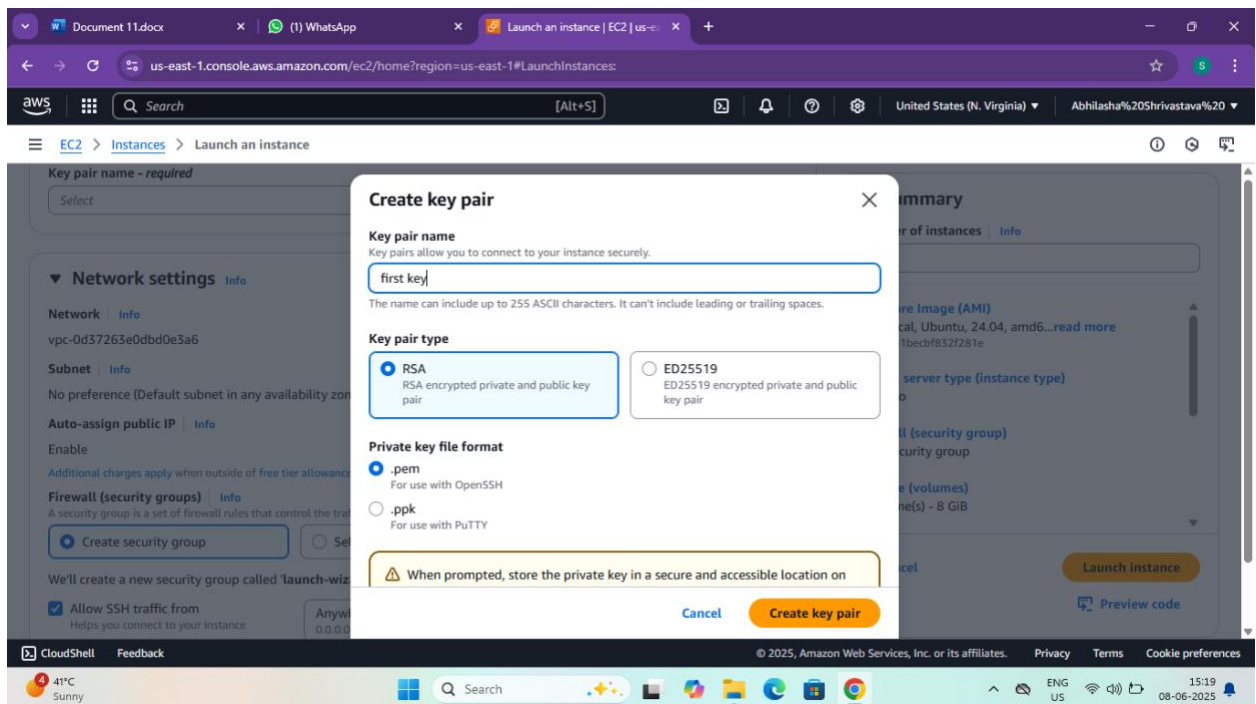 Document 11.docx
(1) WhatsApp
Launch an instance | EC2 | us-e
us-east-1.console.aws.amazon.com/ec2/home?region=us-east-1#LaunchInstances:
S
aws
Search [Alt+S]
United States (N. Virginia)
Abhilasha%20Shrivastava%20
EC2 > Instances > Launch an instance
Key pair name - required
Select
Network settings Info
Network Info
vpc-0d37263e0dbd0e3a6
Subnet Info
No preference (Default subnet in any availability zon
Auto-assign public IP Info
Enable
Additional charges apply when outside of free tier allowance
Firewall (security groups) Info
A security group is a set of firewall rules that control the traf
Create security group
Sel
We'll create a new security group called 'launch-wiz
Allow SSH traffic from
Helps you connect to your instance
Anywh
0.0.0.0
Create key pair
Key pair name
Key pairs allow you to connect to your instance securely.
first key
The name can include up to 255 ASCII characters. It can't include leading or trailing spaces.
Key pair type
RSA
RSA encrypted private and public key
pair
ED25519
ED25519 encrypted private and public
key pair
Private key file format
.pem
For use with OpenSSH
.ppk
For use with PuTTY
When prompted, store the private key in a secure and accessible location on
Cancel
Create key pair
ummary
er of instances Info
are Image (AMI)
cal, Ubuntu, 24.04, amd6...read more
1becbf832f281e
server type (instance type)
o
ll (security group)
curity group
e (volumes)
me(s) - 8 GiB
cel
Launch instance
Preview code
CloudShell Feedback
© 2025, Amazon Web Services, Inc. or its affiliates. Privacy Terms Cookie preferences
4
41°C
Sunny
Search
ENG
US
15:19
08-06-2025